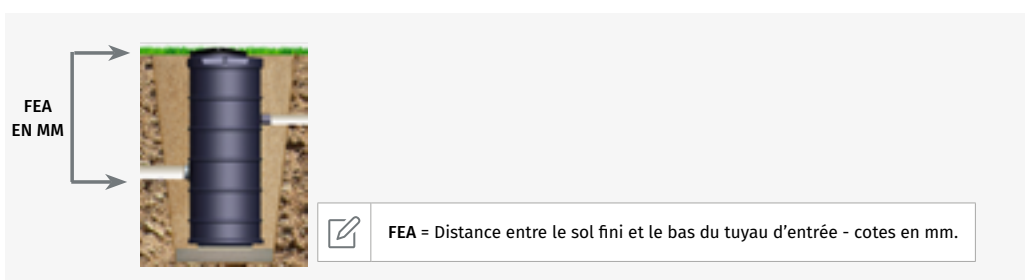 FEA
EN MM
FEA = Distance entre le sol fini et le bas du tuyau d’entrée - cotes en mm.